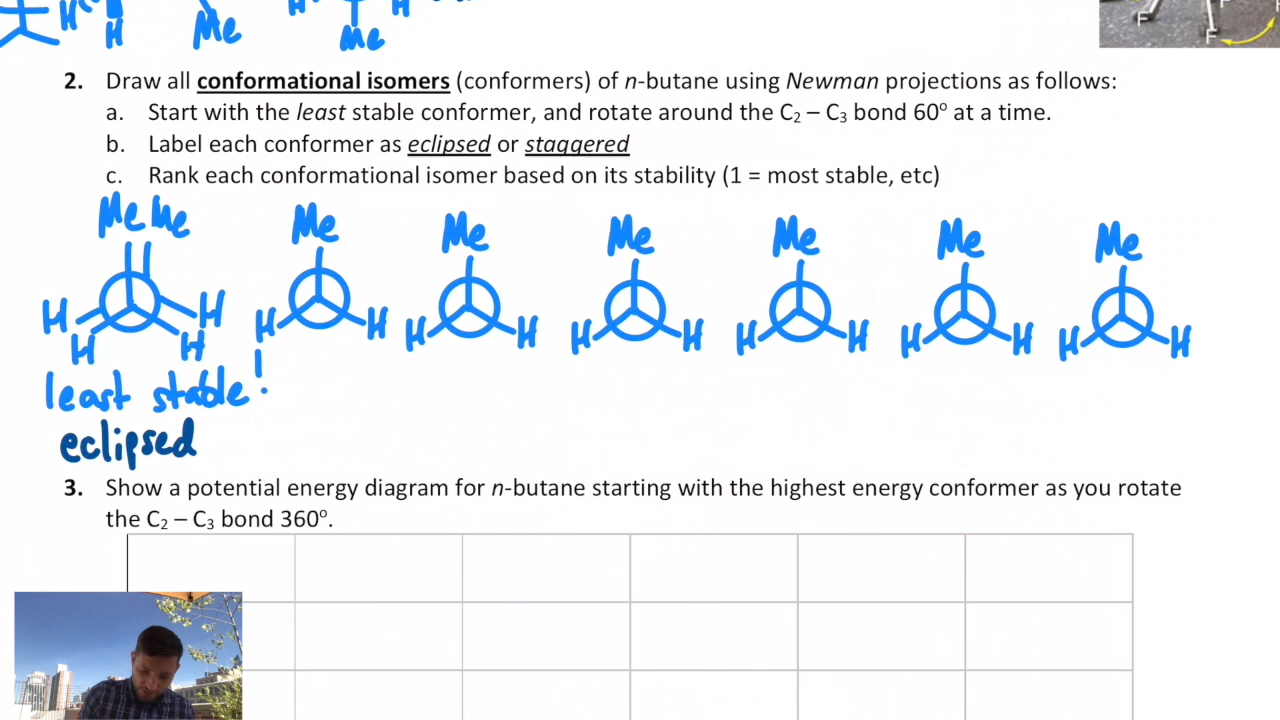 H H Me H H
H Me F F
2. Draw all conformational isomers (conformers) of n-butane using Newman projections as follows:
a. Start with the least stable conformer, and rotate around the C₂ – C₃ bond 60º at a time.
b. Label each conformer as eclipsed or staggered
c. Rank each conformational isomer based on its stability (1 = most stable, etc)
Me Me Me Me Me Me Me Me
H H H H H H H H H H H H H H
H H
least stable!
eclipsed
3. Show a potential energy diagram for n-butane starting with the highest energy conformer as you rotate
the C₂ – C₃ bond 360º.